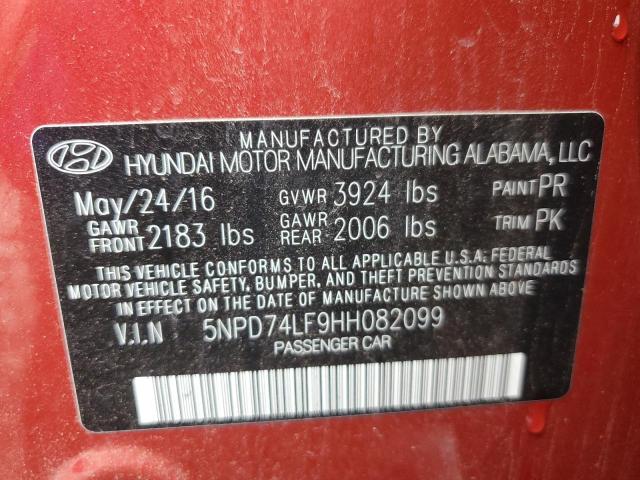 MANUFACTURED BY
HYUNDAI MOTOR MANUFACTURING ALABAMA, LLC
May/24/16 GVWR 3924 lbs PAINT PR
GAWR FRONT 2183 lbs GAWR REAR 2006 lbs TRIM PK
THIS VEHICLE CONFORMS TO ALL APPLICABLE U.S.A. FEDERAL
MOTOR VEHICLE SAFETY, BUMPER, AND THEFT PREVENTION STANDARDS
IN EFFECT ON THE DATE OF MANUFACTURE SHOWN ABOVE.
V.I.N 5NPD74LF9HH082099
PASSENGER CAR